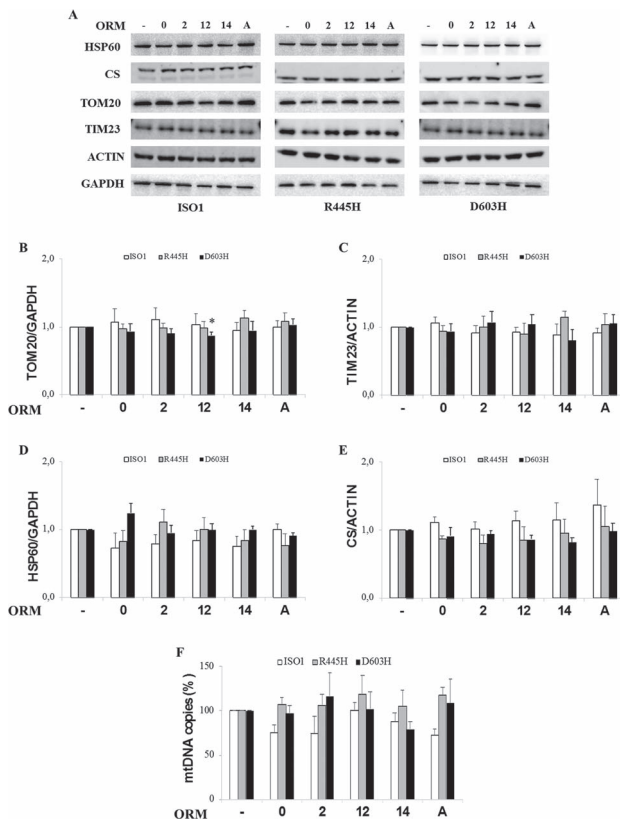 A
ORM - 0 2 12 14 A - 0 2 12 14 A - 0 2 12 14 A
HSP60
CS
TOM20
TIM23
ACTIN
GAPDH
ISO1 R445H D603H
B
ISO1 R445H D603H
TOM20/GAPDH
2,0
1,0
0,0
*
ORM - 0 2 12 14 A
C
ISO1 R445H D603H
TIM23/ACTIN
2,0
1,0
0,0
- 0 2 12 14 A
D
ISO1 R445H D603H
HSP60/GAPDH
2,0
1,0
0,0
ORM - 0 2 12 14 A
E
ISO1 R445H D603H
CS/ACTIN
2,0
1,0
0,0
- 0 2 12 14 A
F
ISO1 R445H D603H
mtDNA copies (%)
150
100
50
0
ORM - 0 2 12 14 A